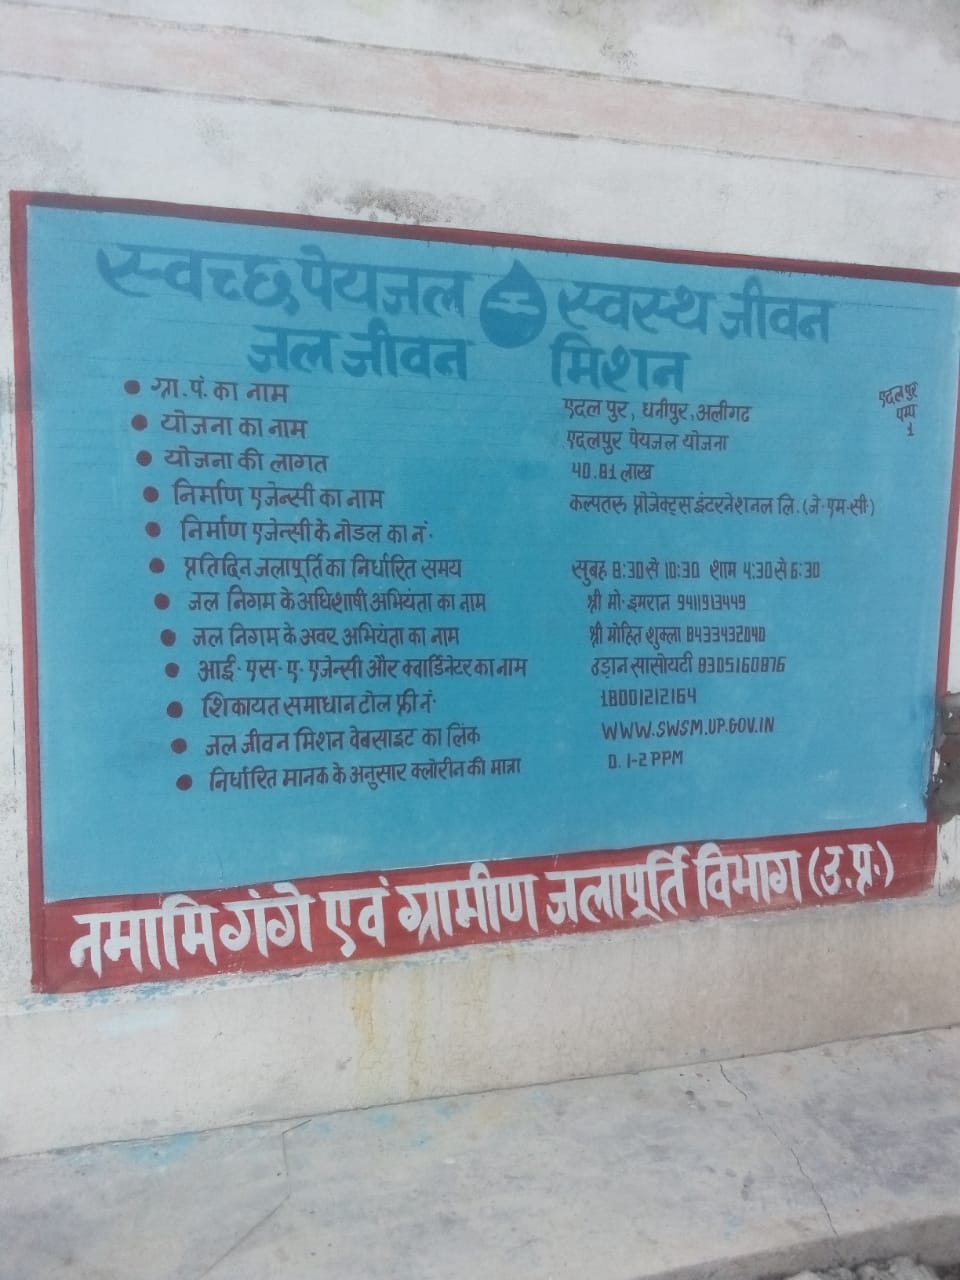 स्वच्छ पेयजल स्वस्थ जीवन
जल जीवन मिशन
एदलपुर
पम्प
1
● ग्रा. पं. का नाम एदलपुर, धनीपुर, अलीगढ
● योजना का नाम एदलपुर पेयजल योजना
● योजना की लागत 40.81 लाख
● निर्माण एजेन्सी का नाम कल्पतरू प्रोजेक्ट्स इंटरनेशनल लि. (जे॰एम॰सी॰)
● निर्माण एजेन्सी के नोडल का नं॰
● प्रतिदिन जलापूर्ति का निर्धारित समय सुबह 8:30 से 10:30 शाम 4:30 से 6:30
● जल निगम के अधिशाषी अभियंता का नाम श्री मो॰ इमरान 9411913449
● जल निगम के अवर अभियंता का नाम श्री मोहित शुक्ला 8433432040
● आई॰ एस॰ ए॰ एजेन्सी और क्वार्डिनेटर का नाम उड़ान सासोयटी 8305160876
● शिकायत समाधान टोल फ्री नं॰ 18001212164
● जल जीवन मिशन वेबसाइट का लिंक WWW.SWSM.UP.GOV.IN
● निर्धारित मानक के अनुसार क्लोरीन की मात्रा 0.1-2 PPM
नमामि गंगे एवं ग्रामीण जलापूर्ति विभाग (उ.प्र.)